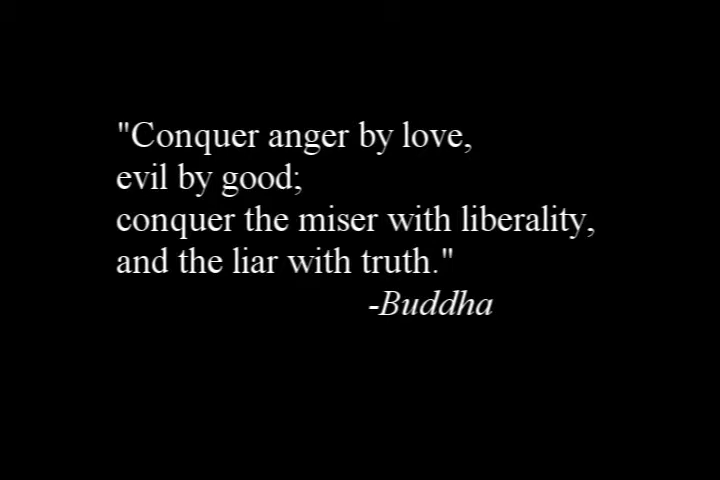 "Conquer anger by love,
evil by good;
conquer the miser with liberality,
and the liar with truth."
-Buddha